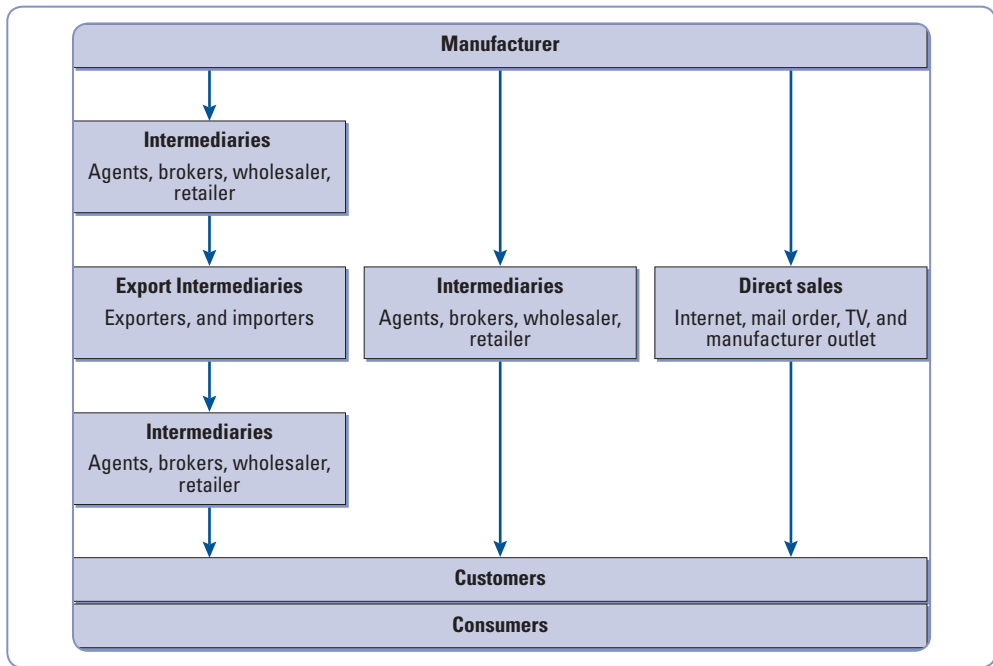 Manufacturer
Intermediaries
Agents, brokers, wholesaler,
retailer
Export Intermediaries
Exporters, and importers
Intermediaries
Agents, brokers, wholesaler,
retailer
Direct sales
Internet, mail order, TV, and
manufacturer outlet
Intermediaries
Agents, brokers, wholesaler,
retailer
Customers
Consumers